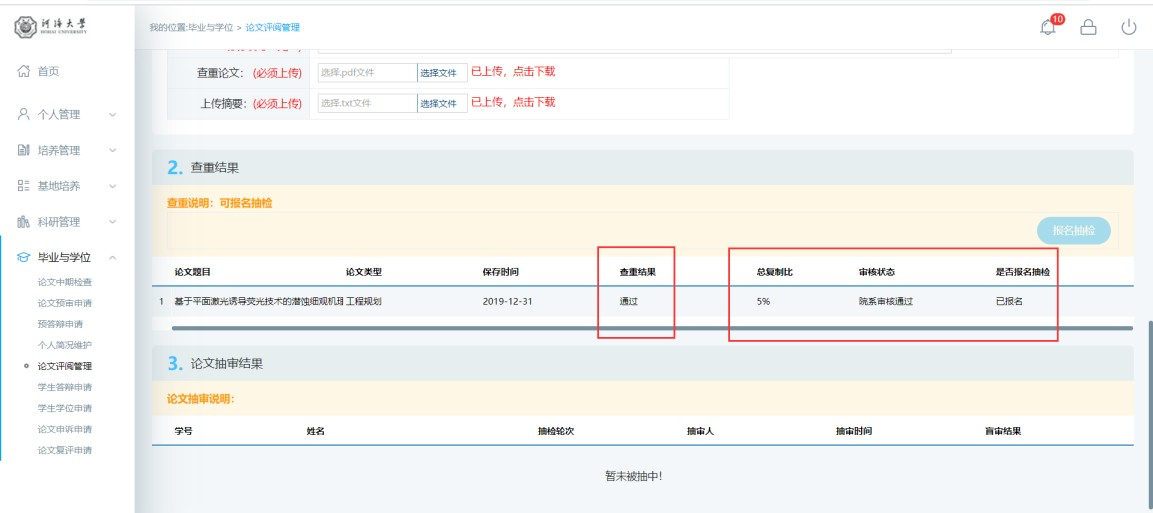 河海大学
HOHAI UNIVERSITY
我的位置:毕业与学位 > 论文评阅管理
10
首页
个人管理
培养管理
基地培养
科研管理
毕业与学位
论文中期检查
论文预审申请
预答辩申请
个人简况维护
论文评阅管理
学生答辩申请
学生学位申请
论文申诉申请
论文复评申请
查重论文: (必须上传) 选择.pdf文件 选择文件 已上传，点击下载
上传摘要: (必须上传) 选择.txt文件 选择文件 已上传，点击下载
2. 查重结果
查重说明: 可报名抽检
报名抽检
论文题目 论文类型 保存时间 查重结果 总复制比 审核状态 是否报名抽检
1 基于平面激光诱导荧光技术的潜蚀细观机理 工程规划 2019-12-31 通过 5% 院系审核通过 已报名
3. 论文抽审结果
论文抽审说明:
学号 姓名 抽检轮次 抽审人 抽审时间 盲审结果
暂未被抽中!